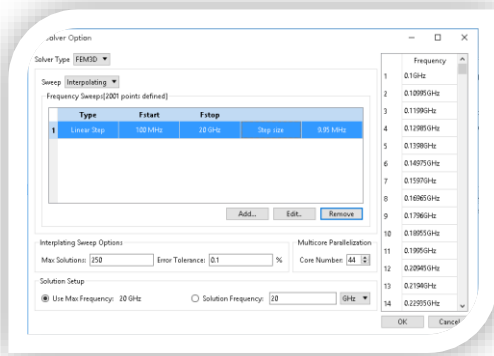 olver Option
Solver Type FEM3D
Sweep Interpolating
Frequency Sweeps[2001 points defined]
Type Fstart Fstop
1 Linear Step 100 MHz 20 GHz Step size 9.95 MHz
Add... Edit... Remove
Interplating Sweep Options
Max Solutions: 250 Error Tolerance: 0.1 %
Multicore Parallelization
Core Number: 44
Solution Setup
Use Max Frequency: 20 GHz Solution Frequency: 20 GHz
Frequency
1 0.1GHz
2 0.10995GHz
3 0.1199GHz
4 0.12985GHz
5 0.1398GHz
6 0.14975GHz
7 0.1597GHz
8 0.16965GHz
9 0.1796GHz
10 0.18955GHz
11 0.1995GHz
12 0.20945GHz
13 0.2194GHz
14 0.22935GHz
OK Cancel